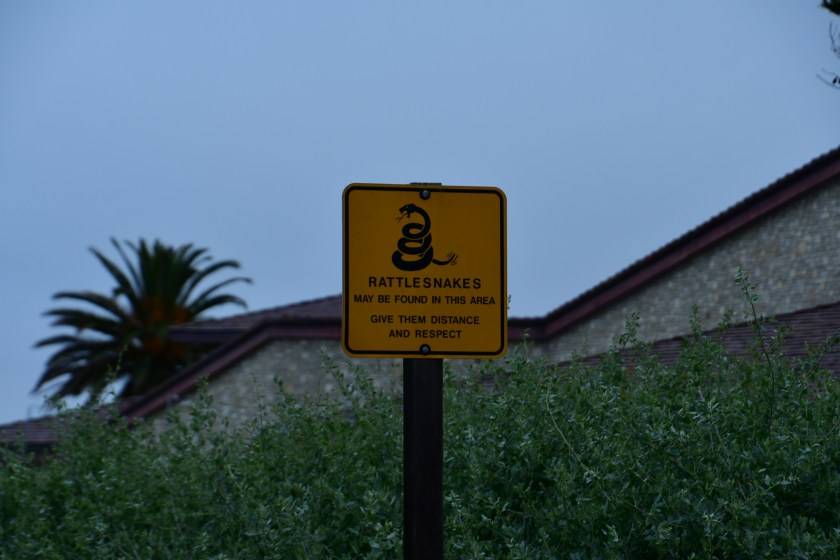 RATTLESNAKES
MAY BE FOUND IN THIS AREA
GIVE THEM DISTANCE
AND RESPECT